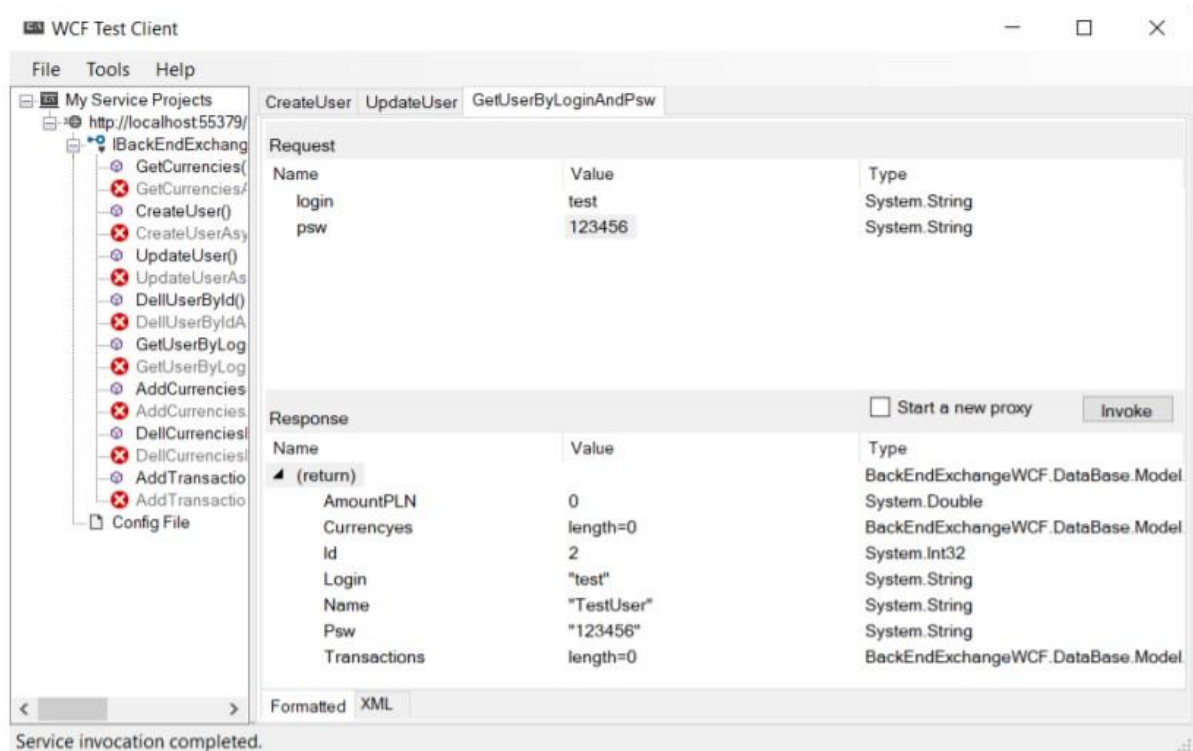 WCF Test Client
File Tools Help
My Service Projects
http://localhost:55379/
IBackEndExchang
GetCurrencies(
GetCurrenciesA
CreateUser()
CreateUserAsy
UpdateUser()
UpdateUserAs
DellUserById()
DellUserByIdA
GetUserByLog
GetUserByLog
AddCurrencies
AddCurrencies
DellCurrenciesI
DellCurrenciesI
AddTransactio
AddTransactio
Config File
CreateUser UpdateUser GetUserByLoginAndPsw
Request
Name Value Type
login test System.String
psw 123456 System.String
Response Start a new proxy Invoke
Name Value Type
(return) BackEndExchangeWCF.DataBase.Model.
AmountPLN 0 System.Double
Currencyes length=0 BackEndExchangeWCF.DataBase.Model.
Id 2 System.Int32
Login "test" System.String
Name "TestUser" System.String
Psw "123456" System.String
Transactions length=0 BackEndExchangeWCF.DataBase.Model.
Formatted XML
Service invocation completed.